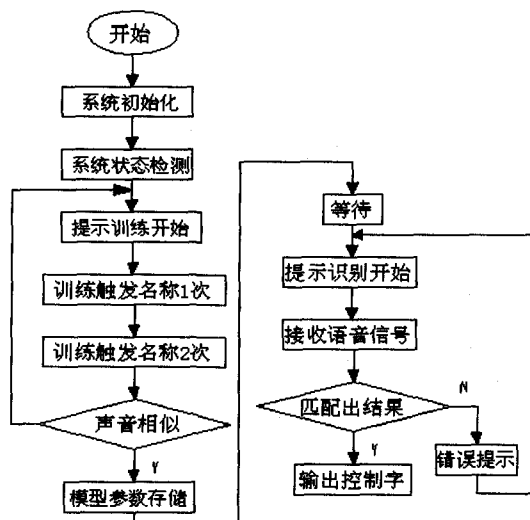 开始
系统初始化
系统状态检测
提示训练开始
训练触发名称1次
训练触发名称2次
声音相似
Y
模型参数存储
等待
提示识别开始
接收语音信号
匹配出结果
N
Y
错误提示
输出控制字